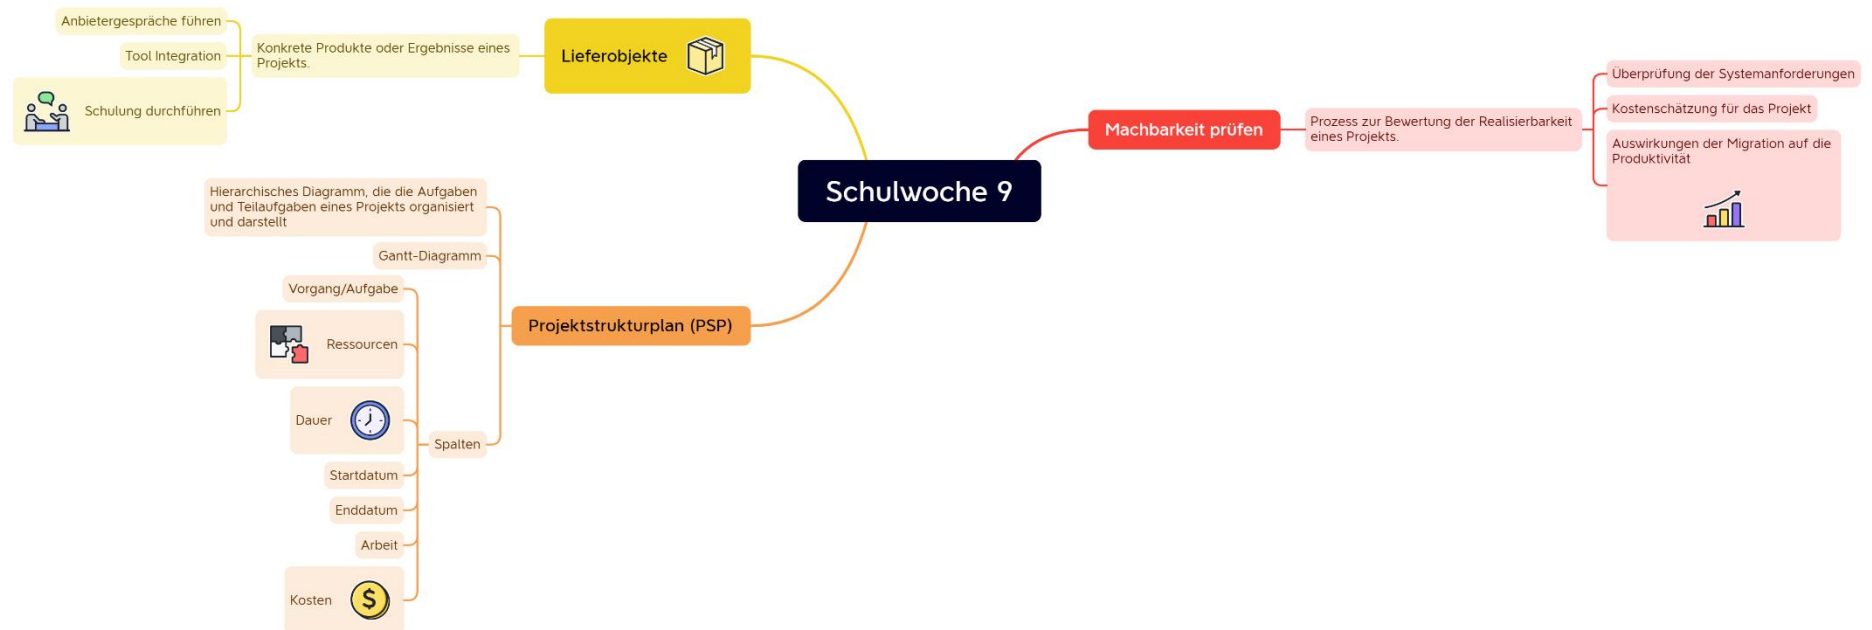 Schulwoche 9
Machbarkeit prüfen
Prozess zur Bewertung der Realisierbarkeit
eines Projekts.
Überprüfung der Systemanforderungen
Kostenschätzung für das Projekt
Auswirkungen der Migration auf die
Produktivität
Lieferobjekte
Konkrete Produkte oder Ergebnisse eines
Projekts.
Anbietergespräche führen
Tool Integration
Schulung durchführen
Projektstrukturplan (PSP)
Hierarchisches Diagramm, die die Aufgaben
und Teilaufgaben eines Projekts organisiert
und darstellt
Gantt-Diagramm
Spalten
Vorgang/Aufgabe
Ressourcen
Dauer
Startdatum
Enddatum
Arbeit
Kosten
$